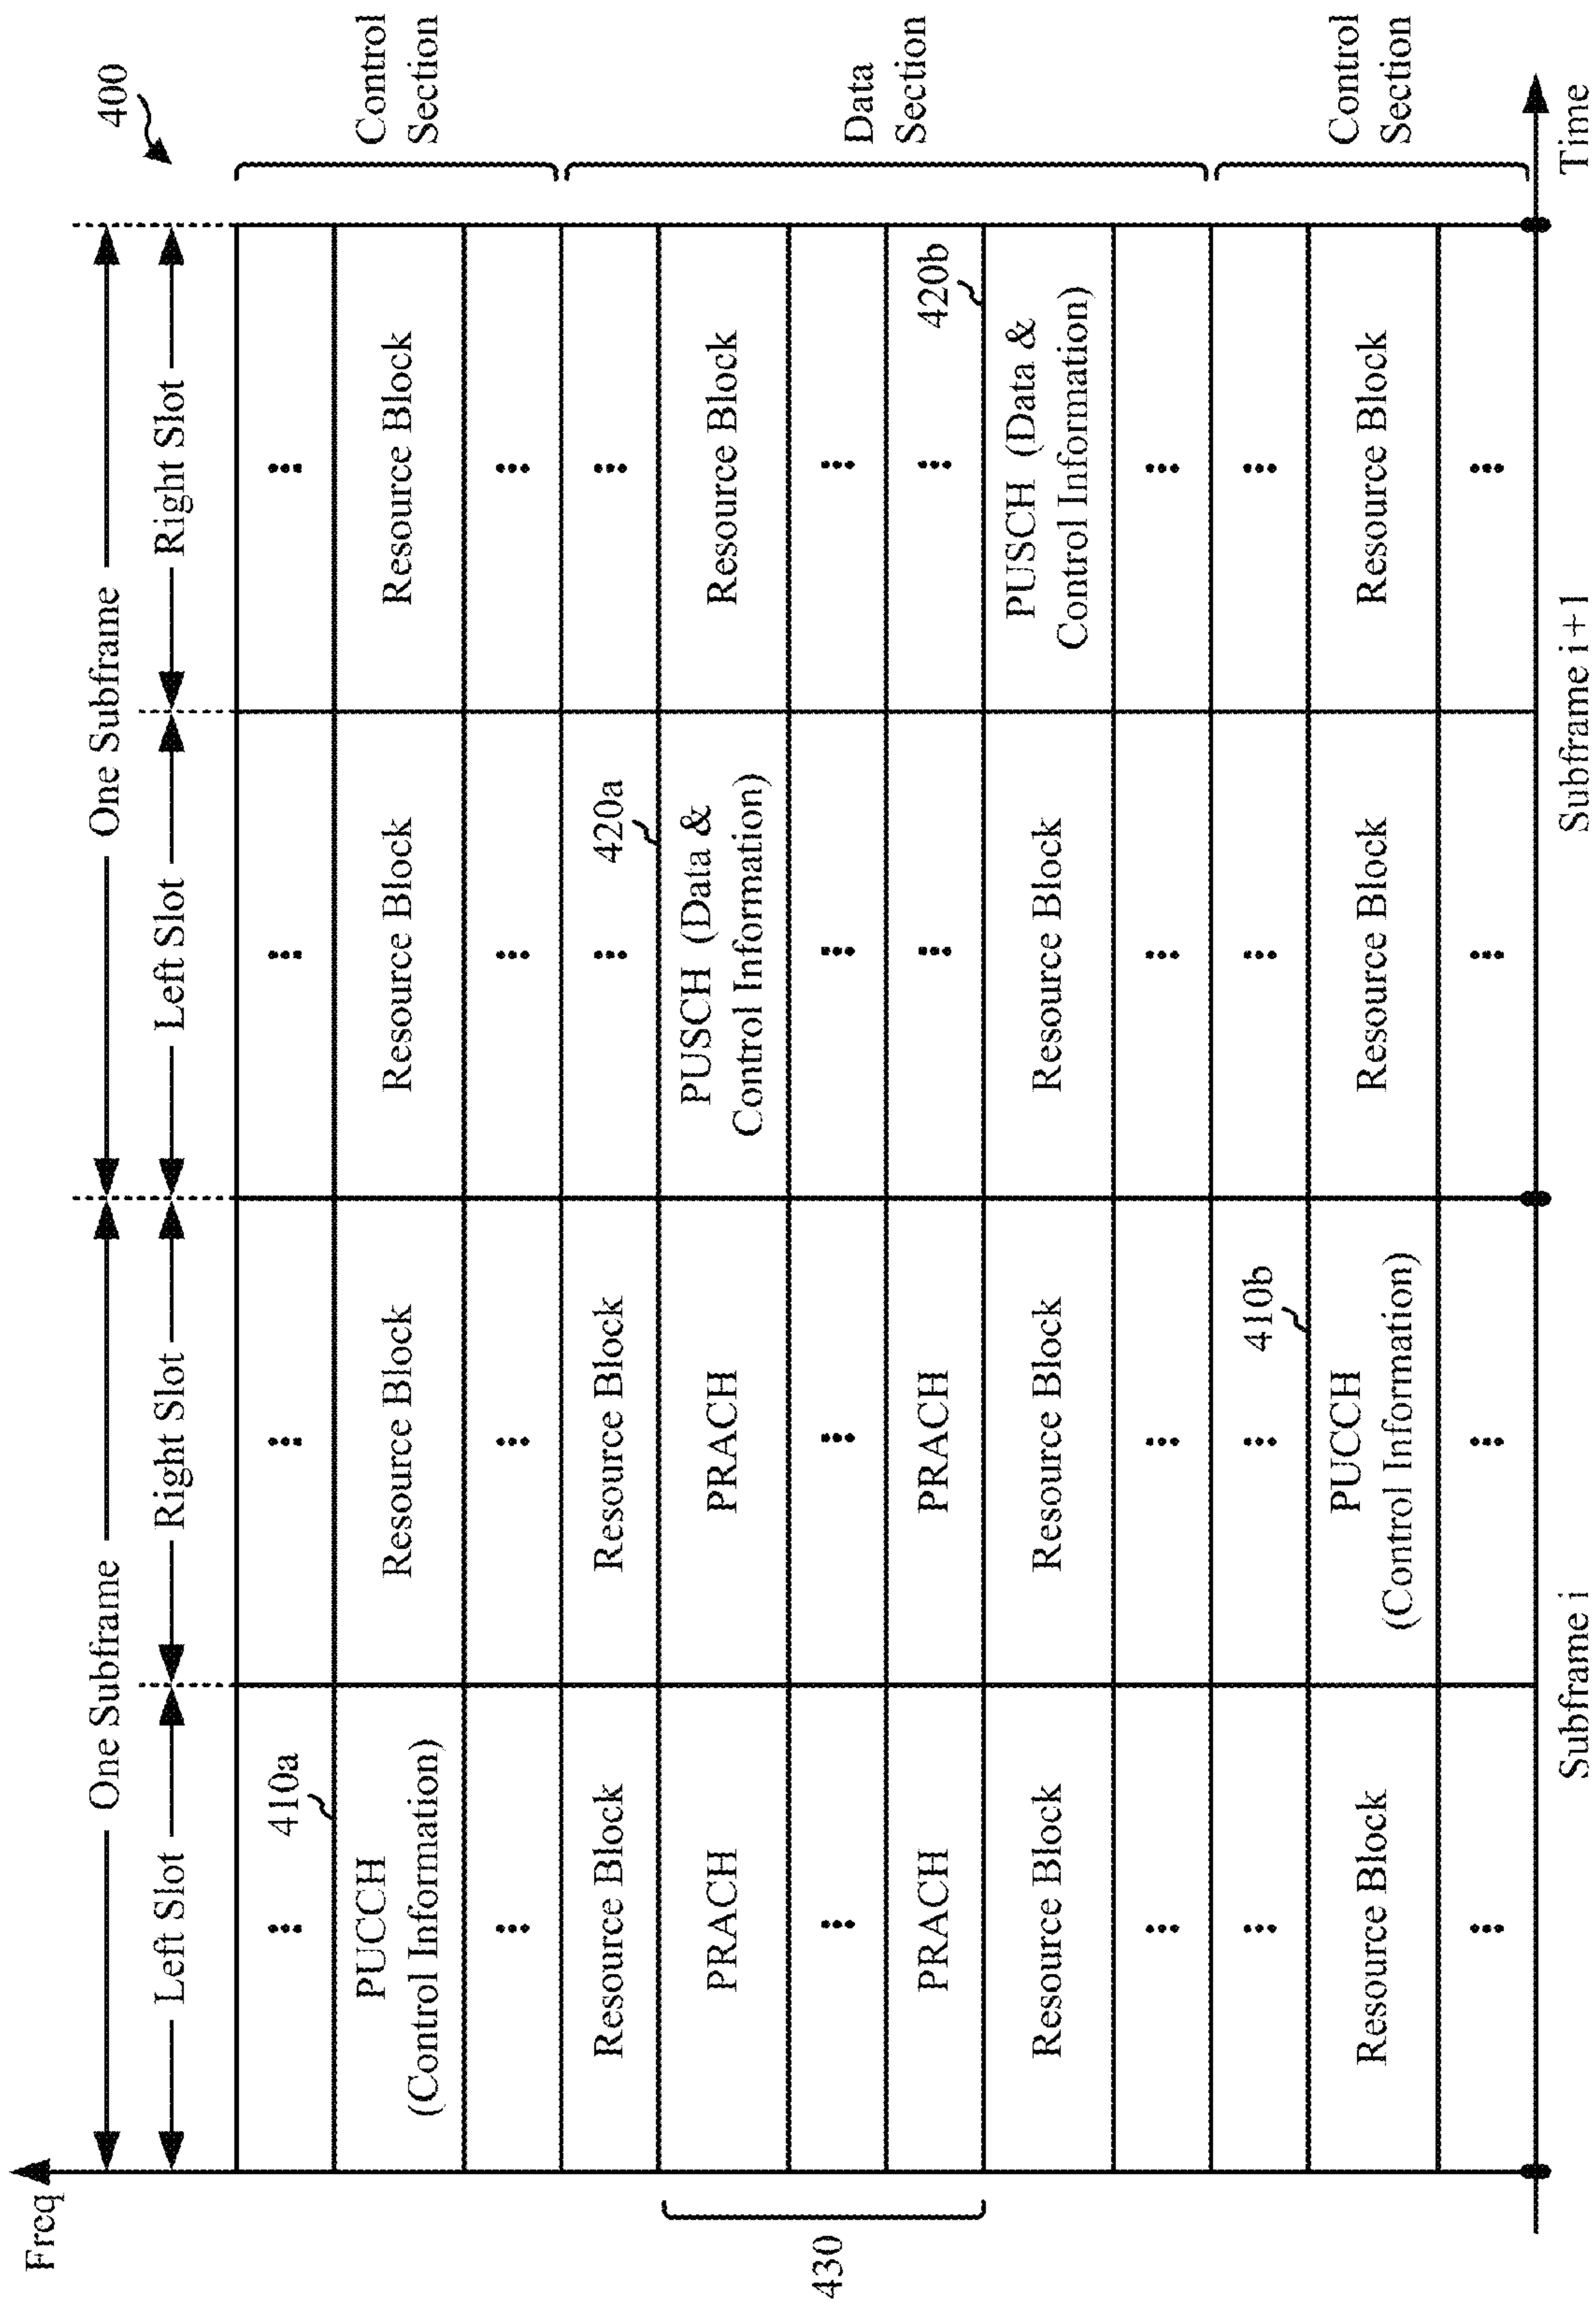 400
One Subframe
One Subframe
Left Slot
Right Slot
Left Slot
Right Slot
Freq
410a
PUCCH
(Control Information)
Resource Block
Resource Block
Resource Block
Control
Section
Resource Block
Resource Block
420a
430
PRACH
PRACH
PUSCH (Data &
Control Information)
Resource Block
Data
Section
PRACH
PRACH
420b
Resource Block
Resource Block
Resource Block
PUSCH (Data &
Control Information)
410b
Resource Block
PUCCH
(Control Information)
Resource Block
Resource Block
Control
Section
Subframe i
Subframe i + 1
Time